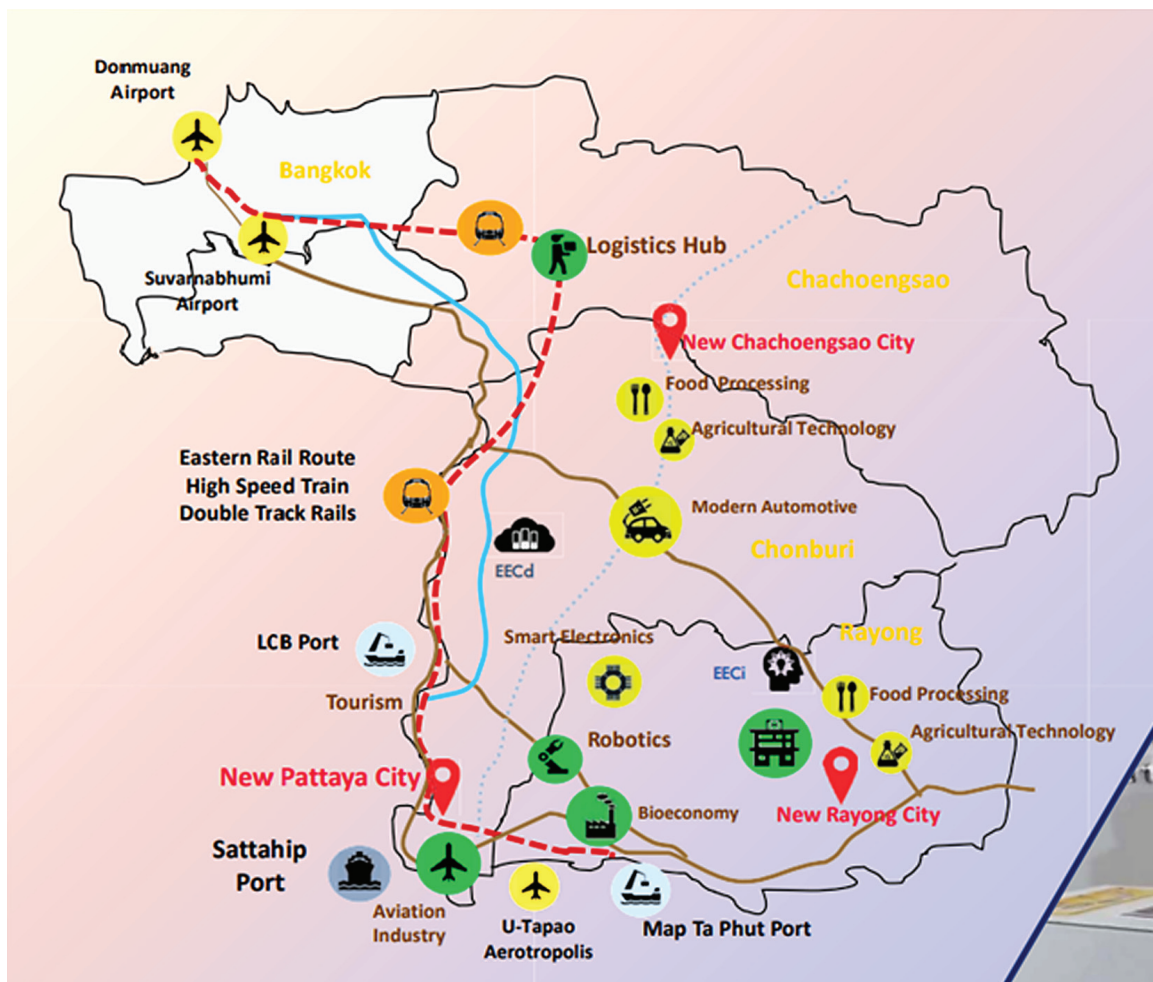 Donmuang
Airport
Bangkok
Logistics Hub
Suvarnabhumi
Airport
Chachoengsao
New Chachoengsao City
Food Processing
Agricultural Technology
Eastern Rail Route
High Speed Train
Double Track Rails
Modern Automotive
Chonburi
EECd
Smart Electronics
Rayong
LCB Port
EECi
Tourism
Food Processing
Robotics
Agricultural Technology
New Pattaya City
Bioeconomy
New Rayong City
Sattahip
Port
Aviation
Industry
U-Tapao
Aerotropolis
Map Ta Phut Port